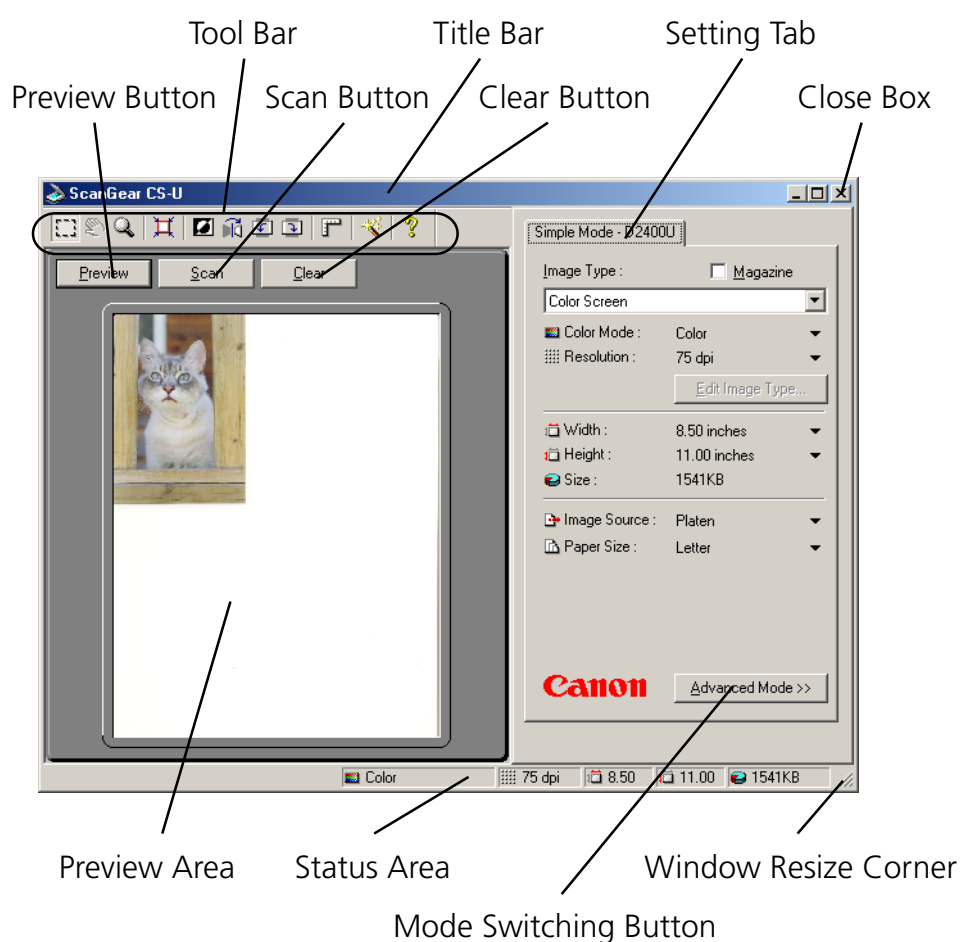 Tool Bar Title Bar Setting Tab
Preview Button Scan Button Clear Button Close Box
ScanGear CS-U
Simple Mode - D2400U
Preview Scan Clear
Image Type : Magazine
Color Screen
Color Mode : Color
Resolution : 75 dpi
Edit Image Type...
Width : 8.50 inches
Height : 11.00 inches
Size : 1541KB
Image Source : Platen
Paper Size : Letter
Canon Advanced Mode >>
Color 75 dpi 8.50 11.00 1541KB
Preview Area Status Area Window Resize Corner
Mode Switching Button